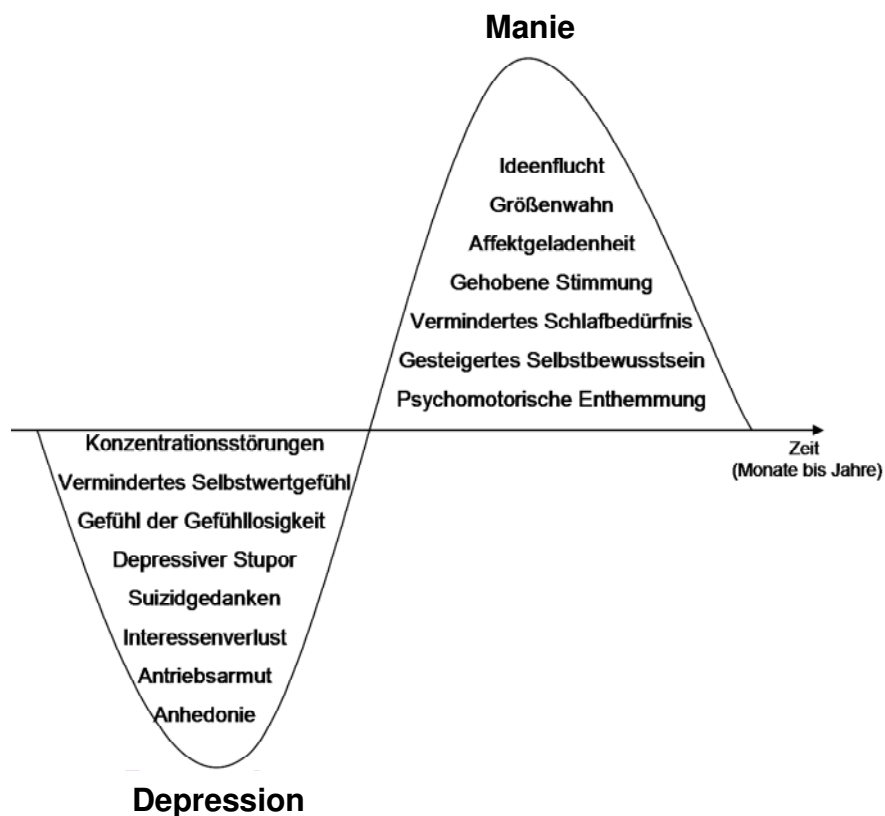 Manie
Ideenflucht
Größenwahn
Affektgeladenheit
Gehobene Stimmung
Vermindertes Schlafbedürfnis
Gesteigertes Selbstbewusstsein
Psychomotorische Enthemmung
Zeit
(Monate bis Jahre)
Konzentrationsstörungen
Vermindertes Selbstwertgefühl
Gefühl der Gefühllosigkeit
Depressiver Stupor
Suizidgedanken
Interessenverlust
Antriebsarmut
Anhedonie
Depression